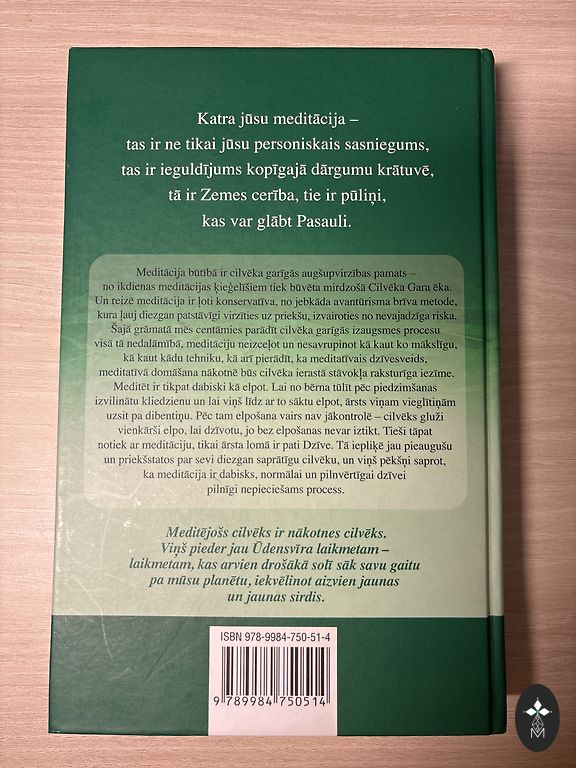 Katra jūsu meditācija –
tas ir ne tikai jūsu personiskais sasniegums,
tas ir ieguldījums kopīgajā dārgumu krātuvē,
tā ir Zemes cerība, tie ir pūliņi,
kas var glābt Pasauli.
Meditācija būtībā ir cilvēka garīgās augšupvirzības pamats –
no ikdienas meditācijas ķieģelīšiem tiek būvēta mirdzošā Cilvēka Gara ēka.
Un reizē meditācija ir ļoti konservatīva, no jebkāda avantūrisma brīva metode,
kura ļauj diezgan patstāvīgi virzīties uz priekšu, izvairoties no nevajadzīga riska.
Šajā grāmatā mēs centāmies parādīt cilvēka garīgās izaugsmes procesu
visā tā nedalāmībā, meditāciju neizceļot un nesavrupinot kā kaut ko mākslīgu,
kā kaut kādu tehniku, kā arī pierādīt, ka meditatīvais dzīvesveids,
meditatīvā domāšana nākotnē būs cilvēka ierastā stāvokļa raksturīga iezīme.
Meditēt ir tikpat dabiski kā elpot. Lai no bērna tūlīt pēc piedzimšanas
izvilinātu kliedzienu un lai viņš līdz ar to sāktu elpot, ārsts viņam vieglītiņām
uzsit pa dibentiņu. Pēc tam elpošana vairs nav jākontrolē – cilvēks gluži
vienkārši elpo, lai dzīvotu, jo bez elpošanas nevar iztikt. Tieši tāpat
notiek ar meditāciju, tikai ārsta lomā ir pati Dzīve. Tā iepliķē jau pieaugušu
un priekšstatos par sevi diezgan saprātīgu cilvēku, un viņš pēkšņi saprot,
ka meditācija ir dabisks, normālai un pilnvērtīgai dzīvei
pilnīgi nepieciešams process.
Meditējošs cilvēks ir nākotnes cilvēks.
Viņš pieder jau Ūdensvīra laikmetam –
laikmetam, kas arvien drošākā solī sāk savu gaitu
pa mūsu planētu, iekvēlinot aizvien jaunas
un jaunas sirdis.
ISBN 978-9984-750-51-4
9 789984 750514
M